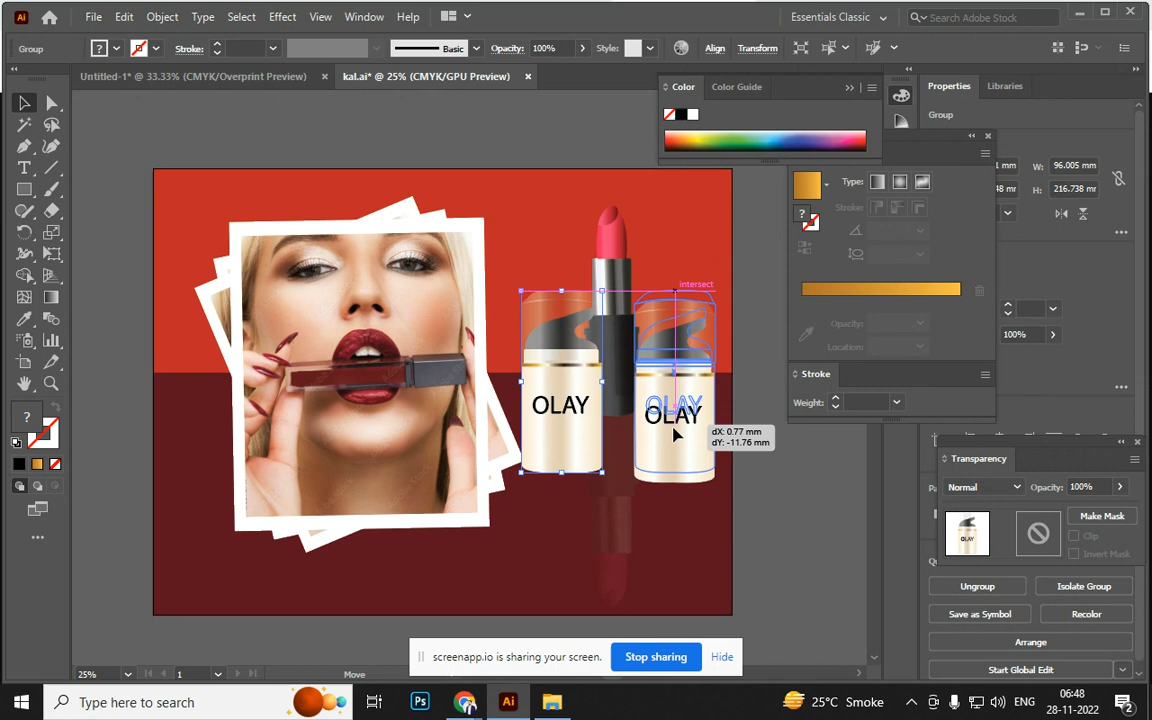 Ai File Edit Object Type Select Effect View Window Help Essentials Classic Search Adobe Stock
Group ? Stroke: Basic Opacity: 100% Style: Align Transform
Untitled-1* @ 33.33% (CMYK/Overprint Preview) × kal.ai* @ 25% (CMYK/GPU Preview) ×
Color Color Guide
Properties Libraries
Group
W: 96.005 mm
H: 216.738 mm
Type:
Stroke:
?
Opacity:
Location:
100%
Stroke
Weight:
intersect
OLAY
OLAY
OLAY
dX: 0.77 mm
dY: -11.76 mm
?
Transparency
Normal Opacity: 100%
OLAY
Make Mask
Clip
Invert Mask
Ungroup Isolate Group
Save as Symbol Recolor
Arrange
Start Global Edit
screenapp.io is sharing your screen. Stop sharing Hide
25% 1 Move
Type here to search Ps Ai 25°C Smoke ENG 06:48
28-11-2022 2